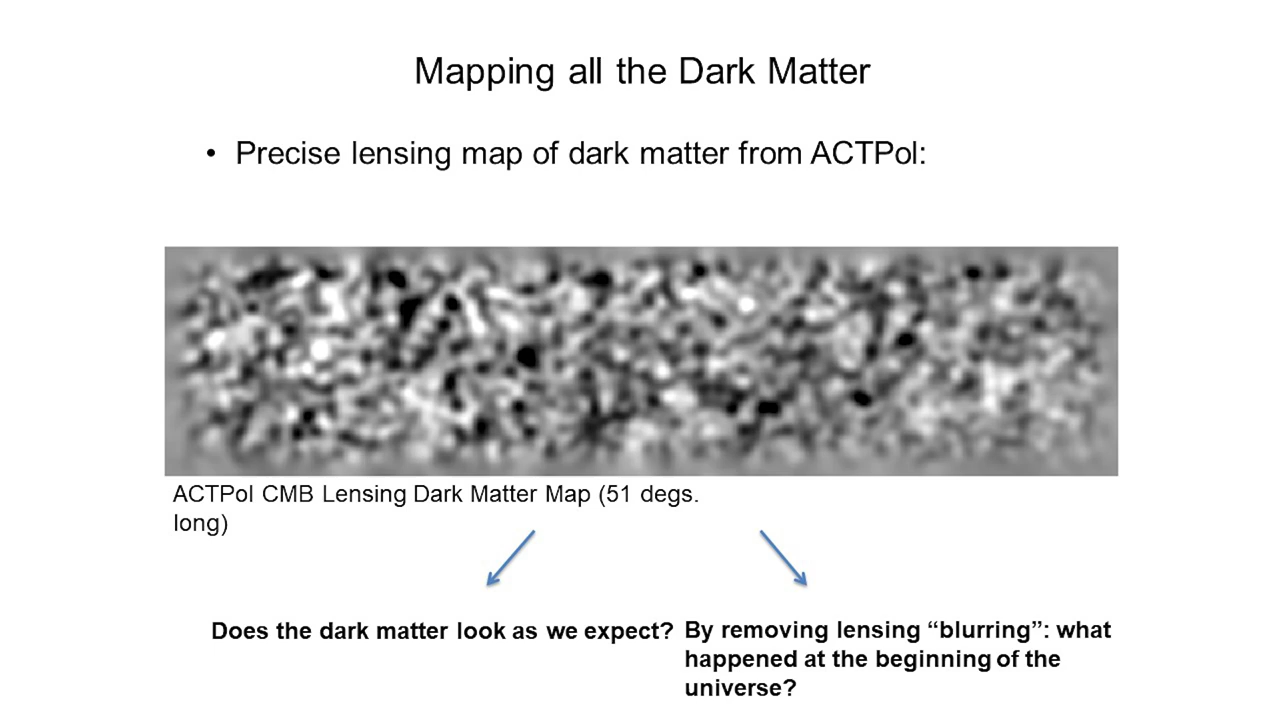 Mapping all the Dark Matter
• Precise lensing map of dark matter from ACTPol:
ACTPol CMB Lensing Dark Matter Map (51 degs.
long)
Does the dark matter look as we expect?
By removing lensing “blurring”: what
happened at the beginning of the
universe?